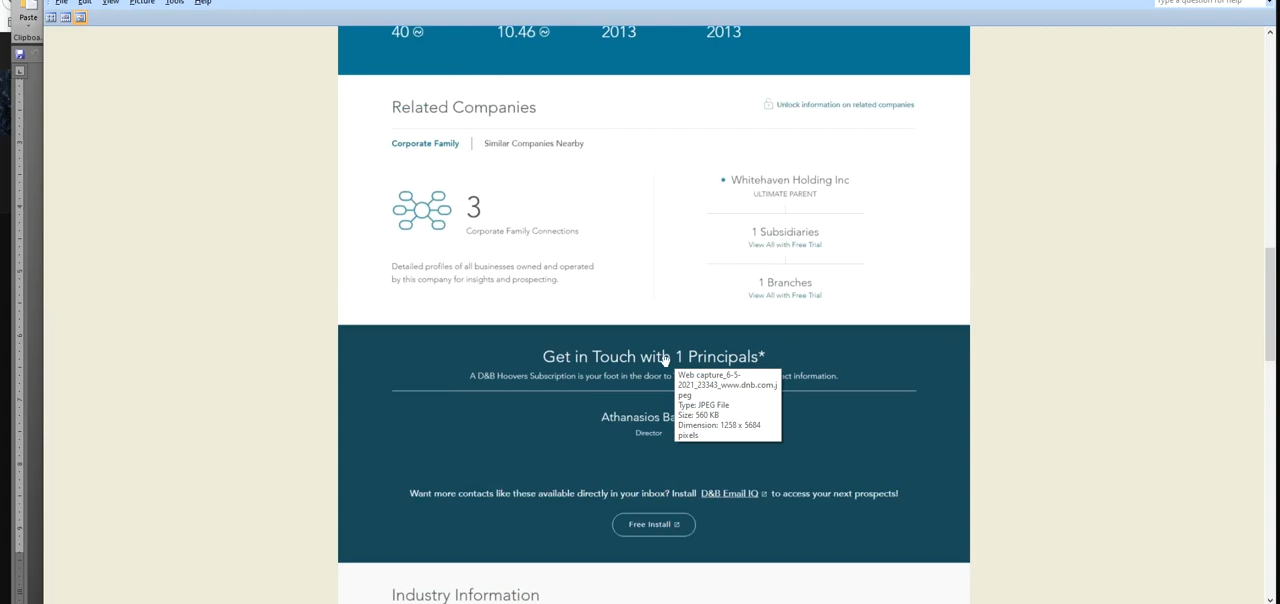 File Edit View Picture Tools Help
Paste
Clipboa
40 10.46 2013 2013
Related Companies
Unlock information on related companies
Corporate Family Similar Companies Nearby
3
Corporate Family Connections
Detailed profiles of all businesses owned and operated
by this company for insights and prospecting.
Whitehaven Holding Inc
ULTIMATE PARENT
1 Subsidiaries
View All with Free Trial
1 Branches
View All with Free Trial
Get in Touch with 1 Principals*
A D&B Hoovers Subscription is your foot in the door to
information.
Web capture_6-5-
2021_23343_www.dnb.com.j
peg
Type: JPEG File
Size: 560 KB
Dimension: 1258 x 5684
pixels
Athanasios
Director
Want more contacts like these available directly in your inbox? Install D&B Email IQ to access your next prospects!
Free Install
Industry Information